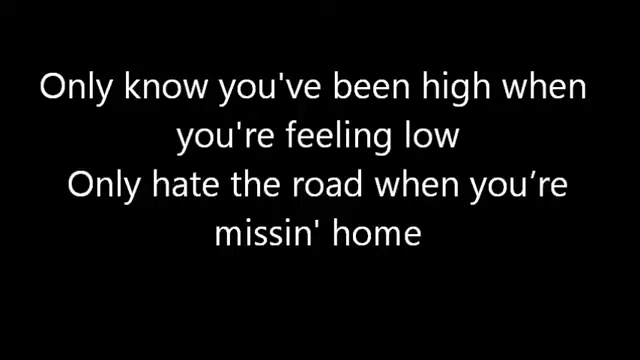 Only know you've been high when
you're feeling low
Only hate the road when you’re
missin' home